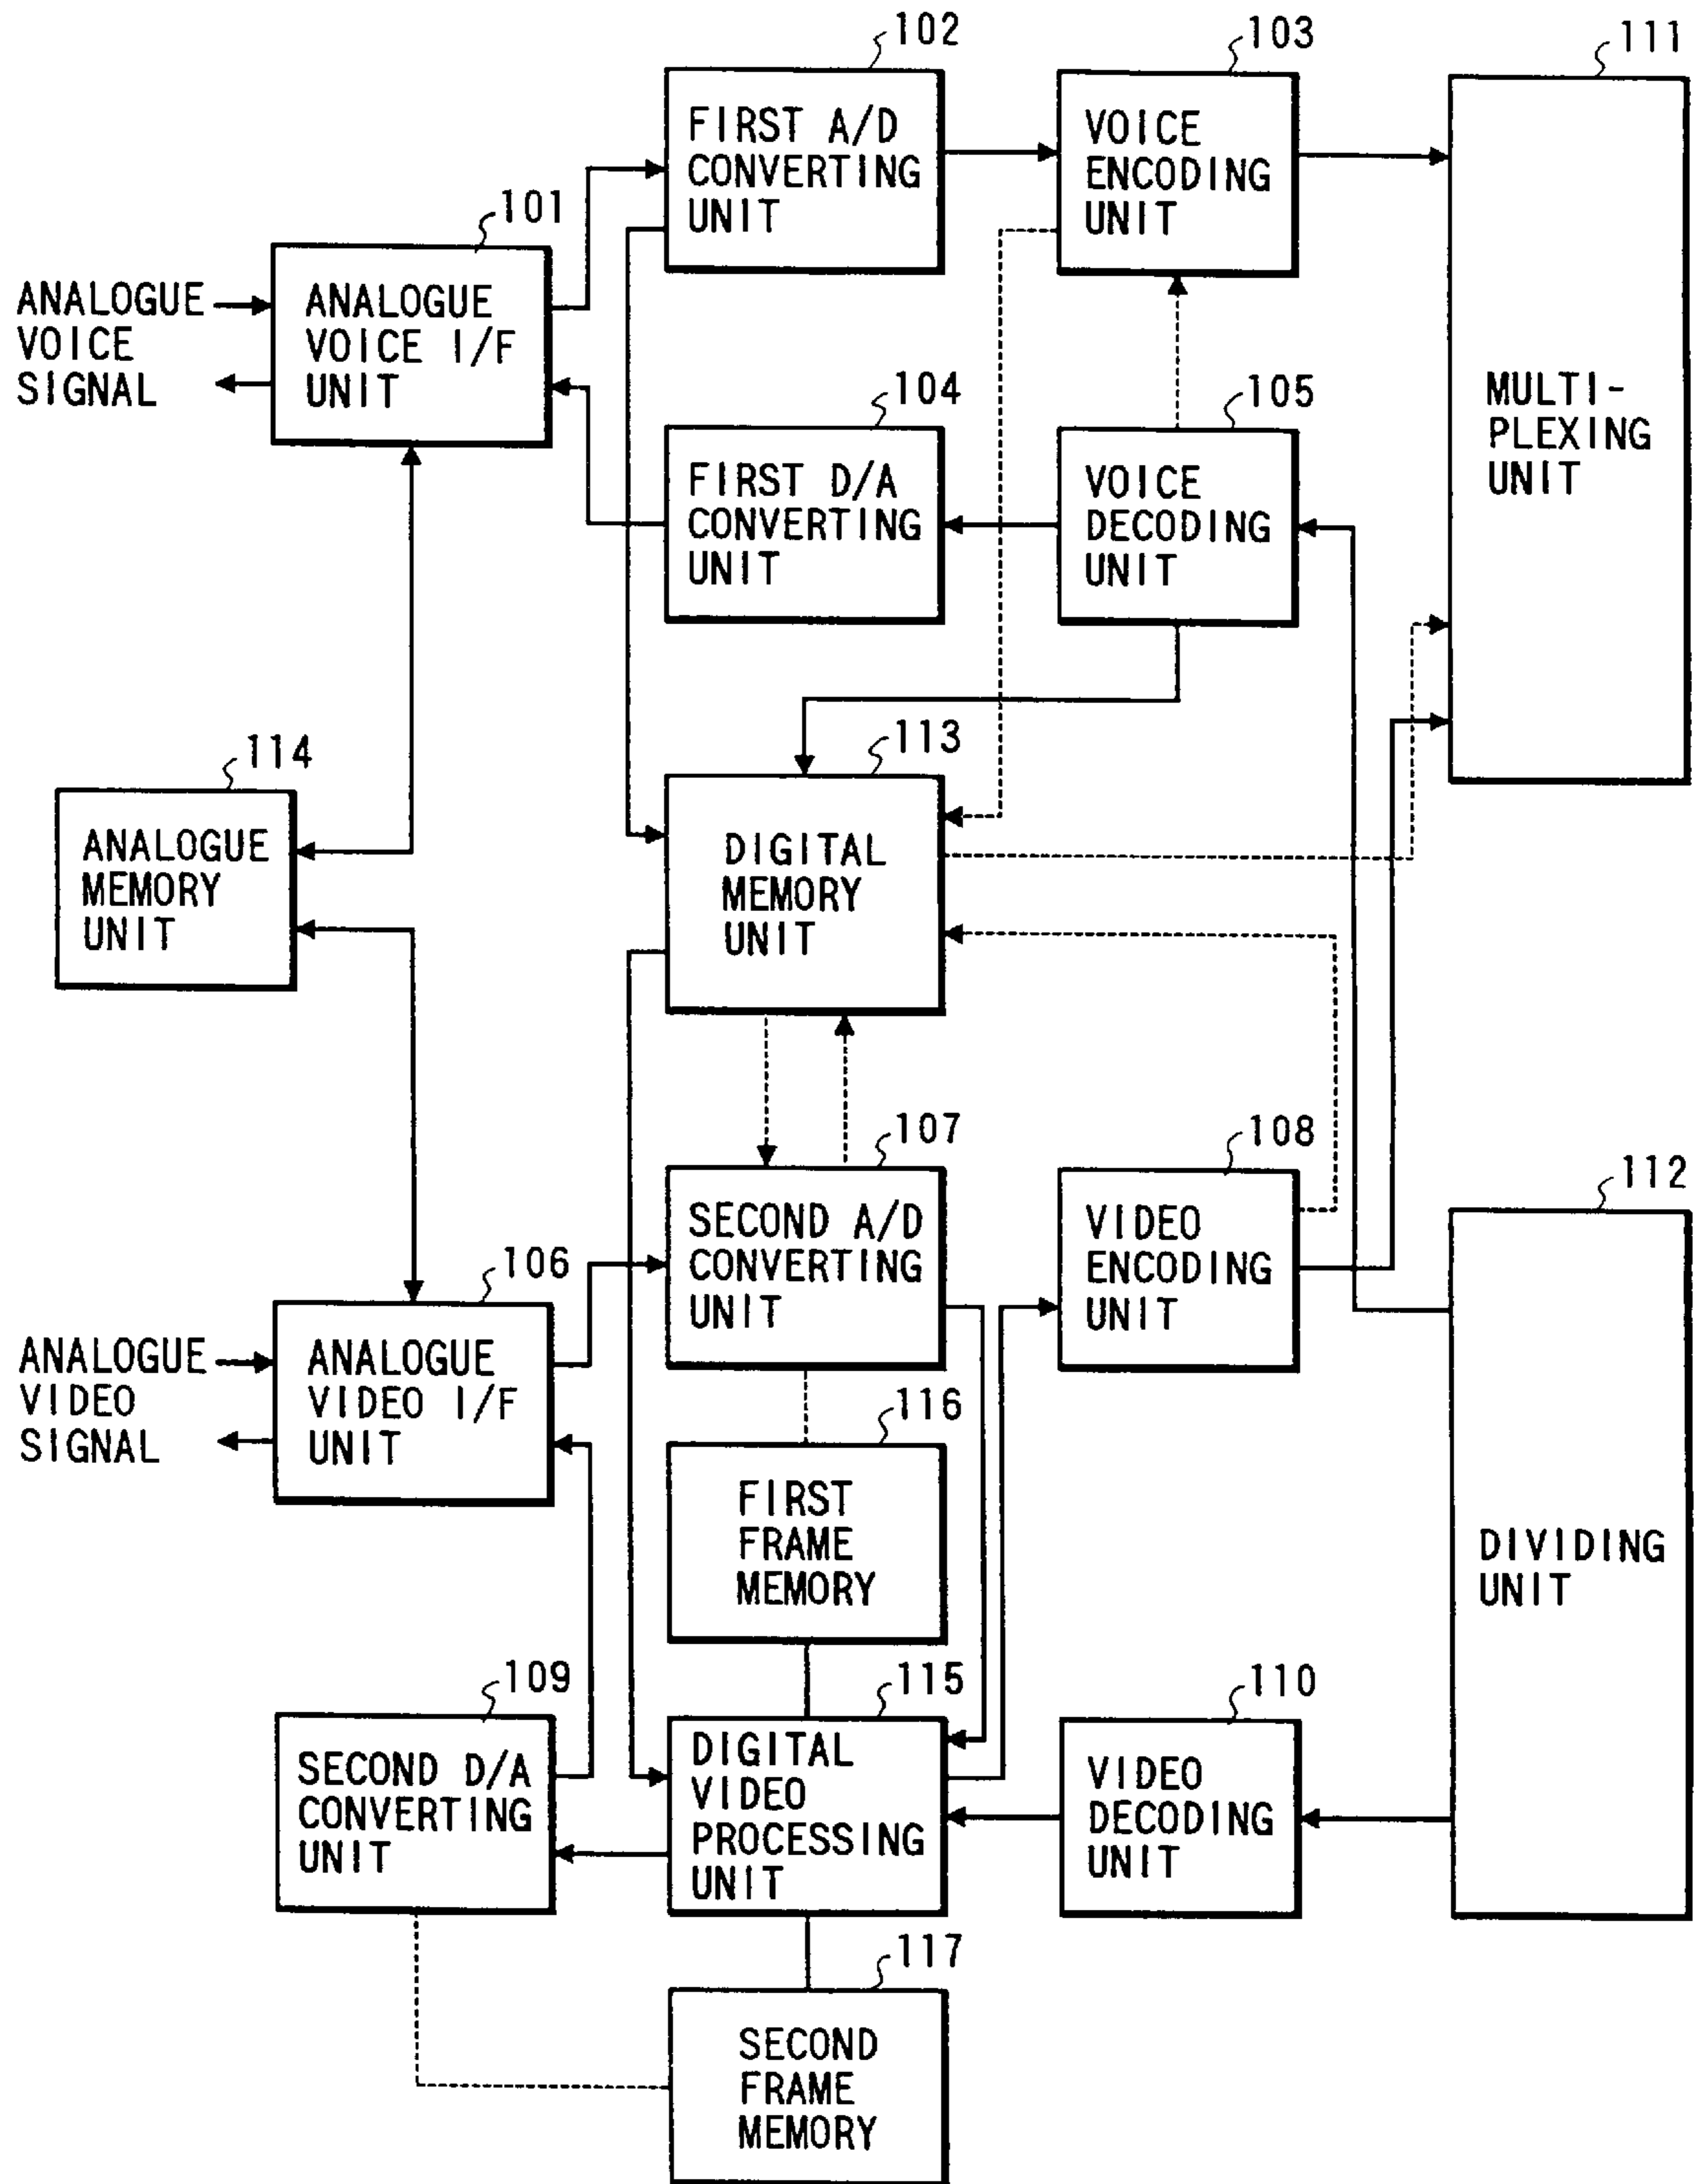 102
103
111
FIRST A/D
CONVERTING
UNIT
VOICE
ENCODING
UNIT
101
ANALOGUE
VOICE
SIGNAL
ANALOGUE
VOICE I/F
UNIT
104
105
MULTI-
PLEXING
UNIT
FIRST D/A
CONVERTING
UNIT
VOICE
DECODING
UNIT
114
113
ANALOGUE
MEMORY
UNIT
DIGITAL
MEMORY
UNIT
107
108
112
SECOND A/D
CONVERTING
UNIT
VIDEO
ENCODING
UNIT
106
ANALOGUE
VIDEO
SIGNAL
ANALOGUE
VIDEO I/F
UNIT
116
FIRST
FRAME
MEMORY
DIVIDING
UNIT
109
115
110
SECOND D/A
CONVERTING
UNIT
DIGITAL
VIDEO
PROCESSING
UNIT
VIDEO
DECODING
UNIT
117
SECOND
FRAME
MEMORY